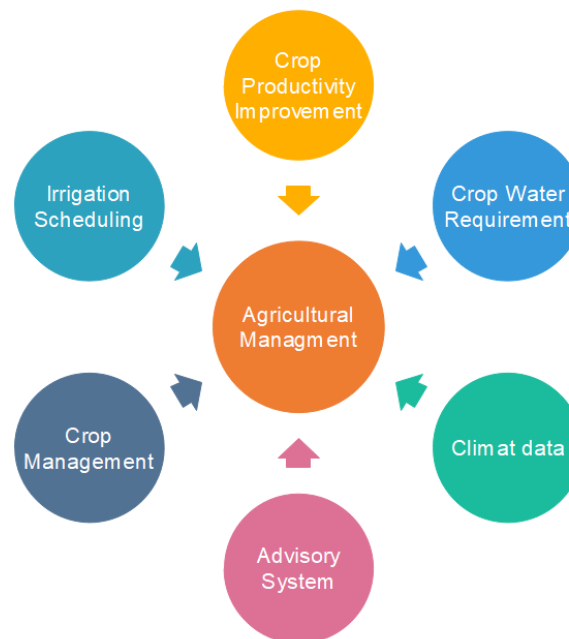 Crop
Productivity
Improvement
Irrigation
Scheduling
Crop Water
Requirement
Agricultural
Managment
Crop
Management
Climat data
Advisory
System